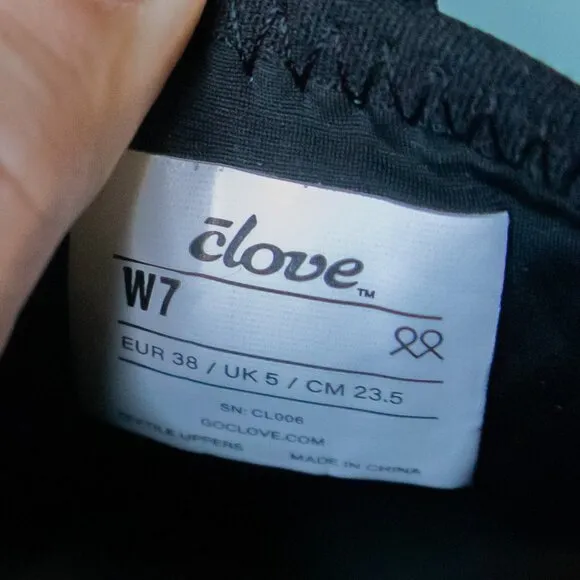 clove™
W7
EUR 38 / UK 5 / CM 23.5
SN: CL006
GOCLOVE.COM
TEXTILE UPPERS MADE IN CHINA